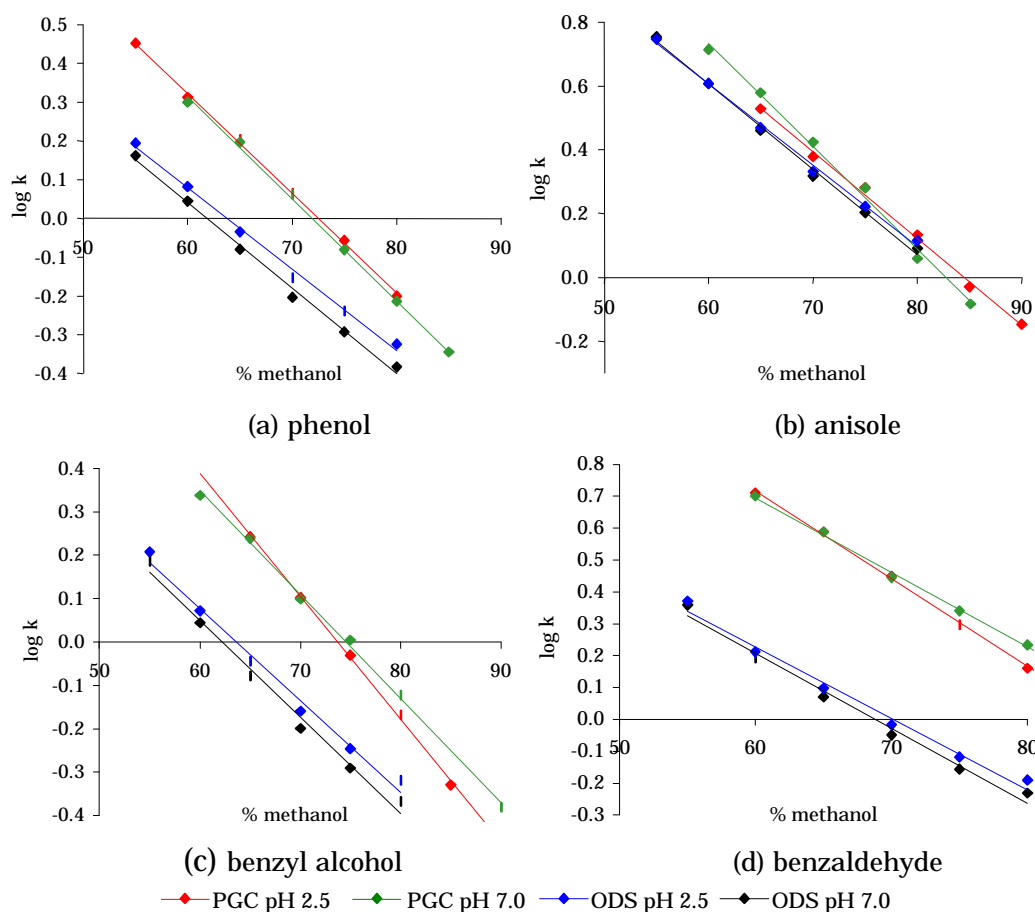 0.5
0.4
0.3
0.2
0.1
0.0
-0.1
-0.2
-0.3
-0.4
log k
50 60 70 80 90
% methanol
(a) phenol
0.8
0.6
0.4
0.2
0.0
-0.2
log k
50 60 70 80 90
% methanol
(b) anisole
0.4
0.3
0.2
0.1
0.0
-0.1
-0.2
-0.3
-0.4
log k
50 60 70 80 90
% methanol
(c) benzyl alcohol
0.8
0.7
0.6
0.5
0.4
0.3
0.2
0.1
0.0
-0.1
-0.2
-0.3
log k
50 60 70 80
% methanol
(d) benzaldehyde
PGC pH 2.5 PGC pH 7.0 ODS pH 2.5 ODS pH 7.0